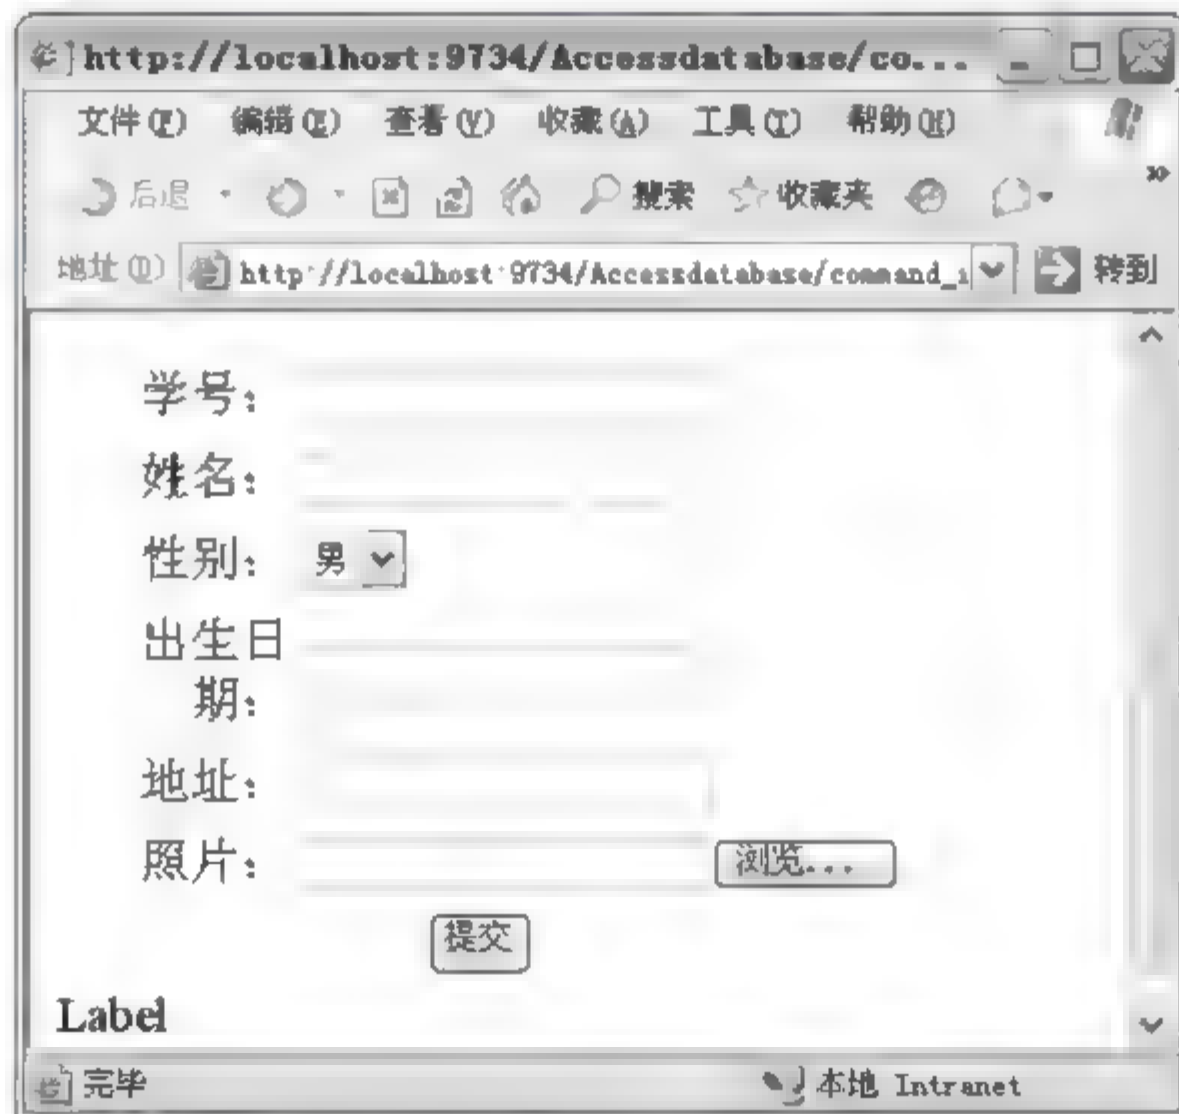 http://localhost:9734/Accessdatabase/co...
文件(F) 编辑(E) 查看(V) 收藏(A) 工具(T) 帮助(H)
后退 搜索 收藏夹 »
地址(D) http://localhost:9734/Accessdatabase/command_ 转到
学号：
姓名：
性别： 男
出生日
期：
地址：
照片： 浏览...
提交
Label
完毕 本地 Intranet